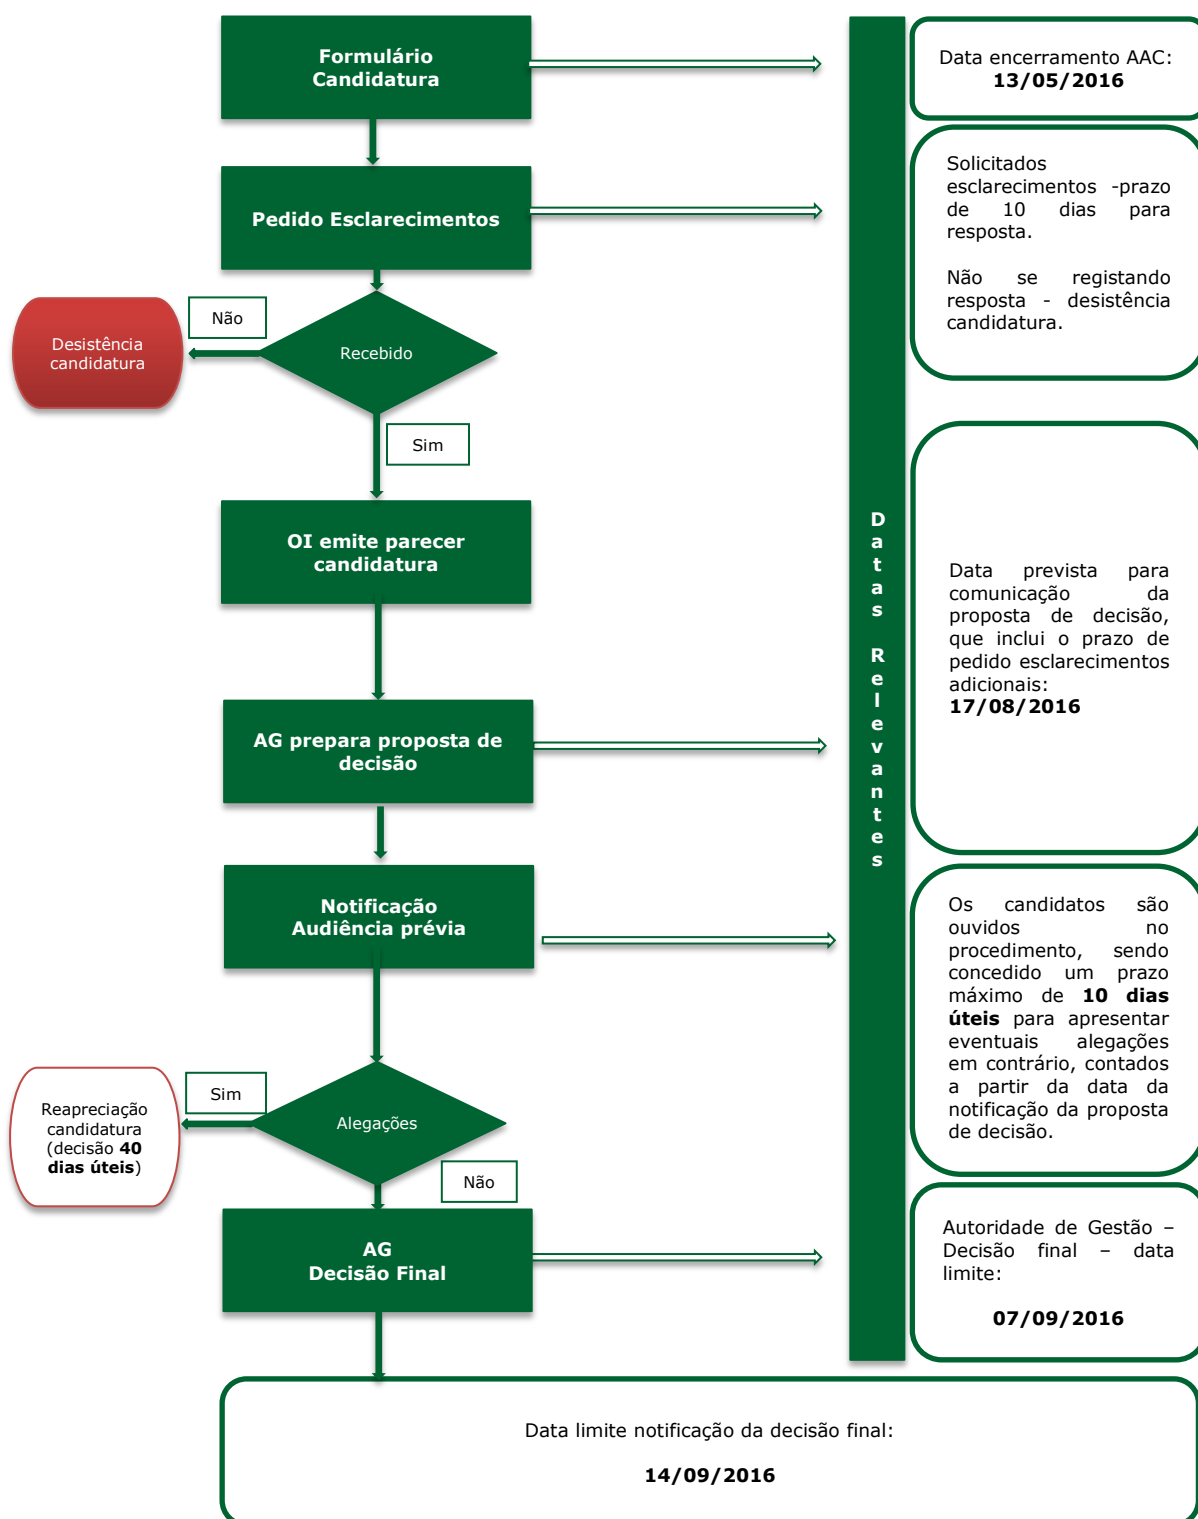 Formulário
Candidatura
Data encerramento AAC:
13/05/2016
Pedido Esclarecimentos
Solicitados
esclarecimentos -prazo
de 10 dias para
resposta.
Não se registando
resposta - desistência
candidatura.
Não
Desistência
candidatura
Recebido
Sim
OI emite parecer
candidatura
Datas Relevantes
Data prevista para
comunicação da
proposta de decisão,
que inclui o prazo de
pedido esclarecimentos
adicionais:
17/08/2016
AG prepara proposta de
decisão
Notificação
Audiência prévia
Os candidatos são
ouvidos no
procedimento, sendo
concedido um prazo
máximo de 10 dias
úteis para apresentar
eventuais alegações
em contrário, contados
a partir da data da
notificação da proposta
de decisão.
Sim
Reapreciação
candidatura
(decisão 40
dias úteis)
Alegações
Não
AG
Decisão Final
Autoridade de Gestão –
Decisão final – data
limite:
07/09/2016
Data limite notificação da decisão final:
14/09/2016